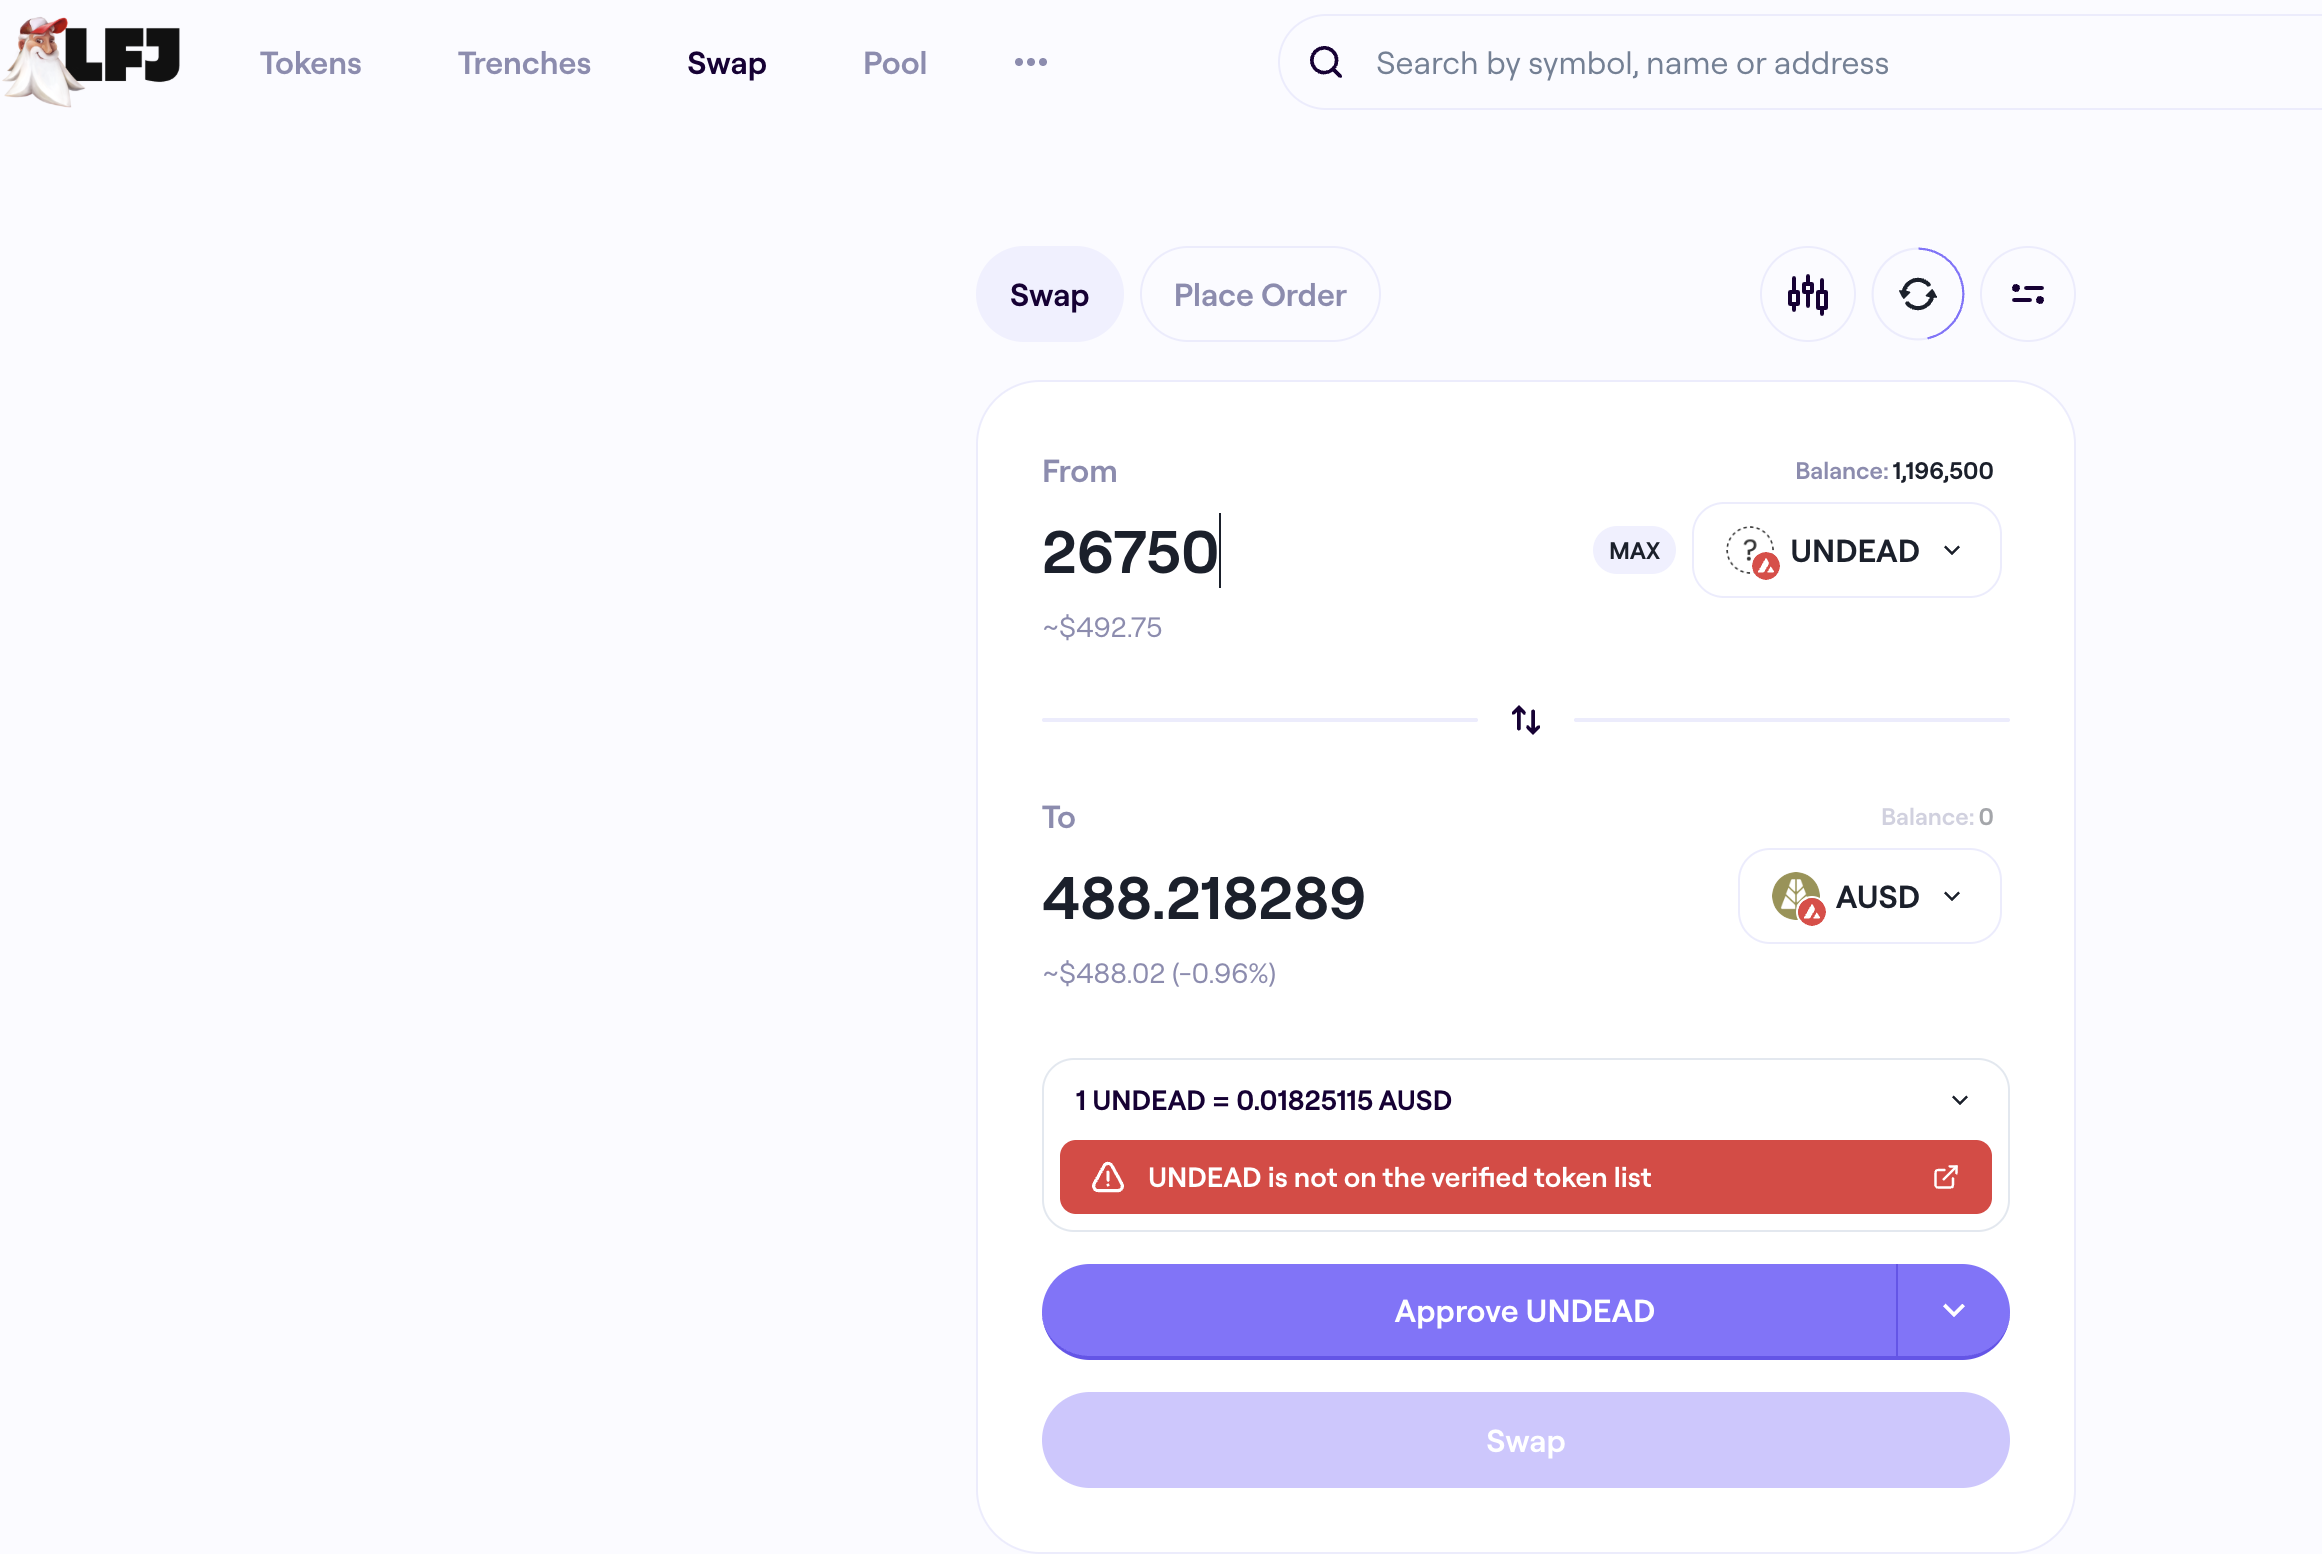 LFJ Tokens Trenches Swap Pool ••• Search by symbol, name or address
Swap Place Order
From Balance: 1,196,500
26750 MAX ? UNDEAD
~$492.75
To Balance: 0
488.218289 AUSD
~$488.02 (-0.96%)
1 UNDEAD = 0.01825115 AUSD
UNDEAD is not on the verified token list
Approve UNDEAD
Swap